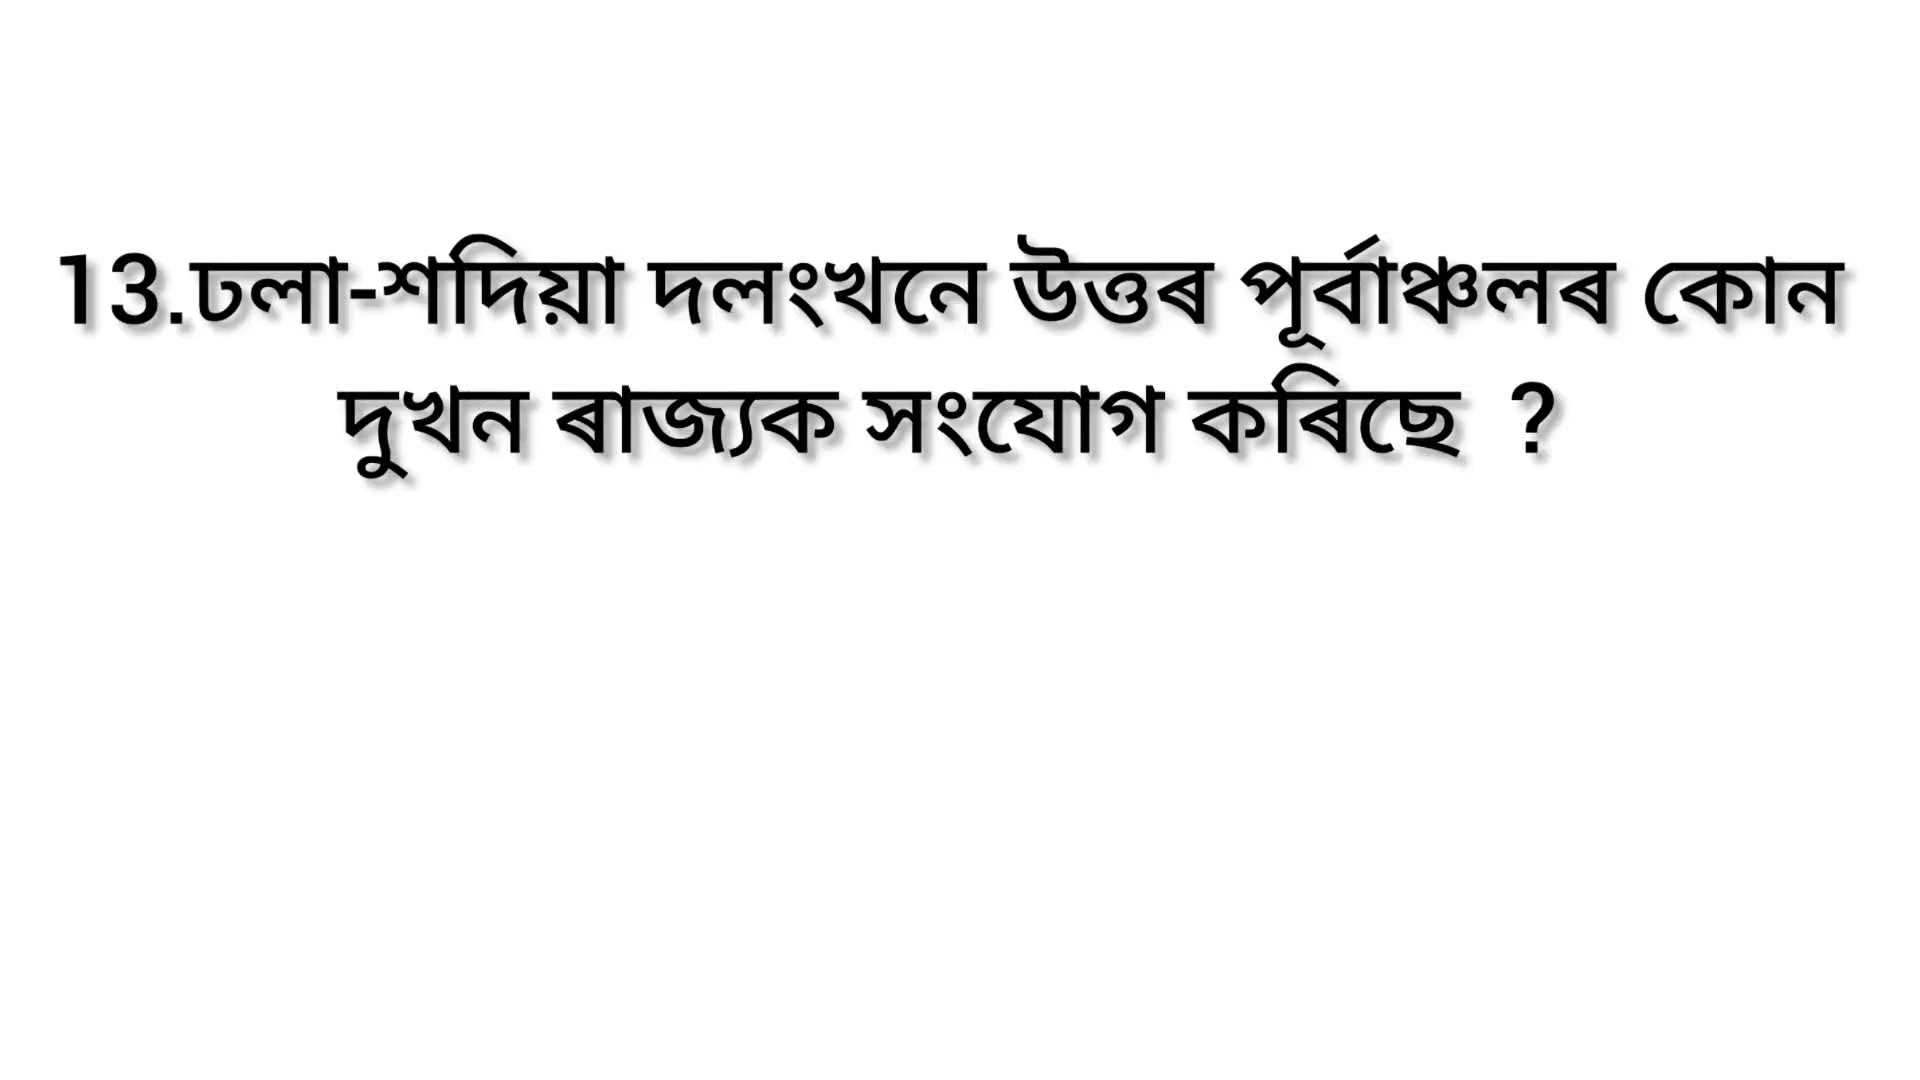 13.ঢলা-শদিয়া দলংখনে উত্তৰ পূৰ্বাঞ্চলৰ কোন
দুখন ৰাজ্যক সংযোগ কৰিছে ?